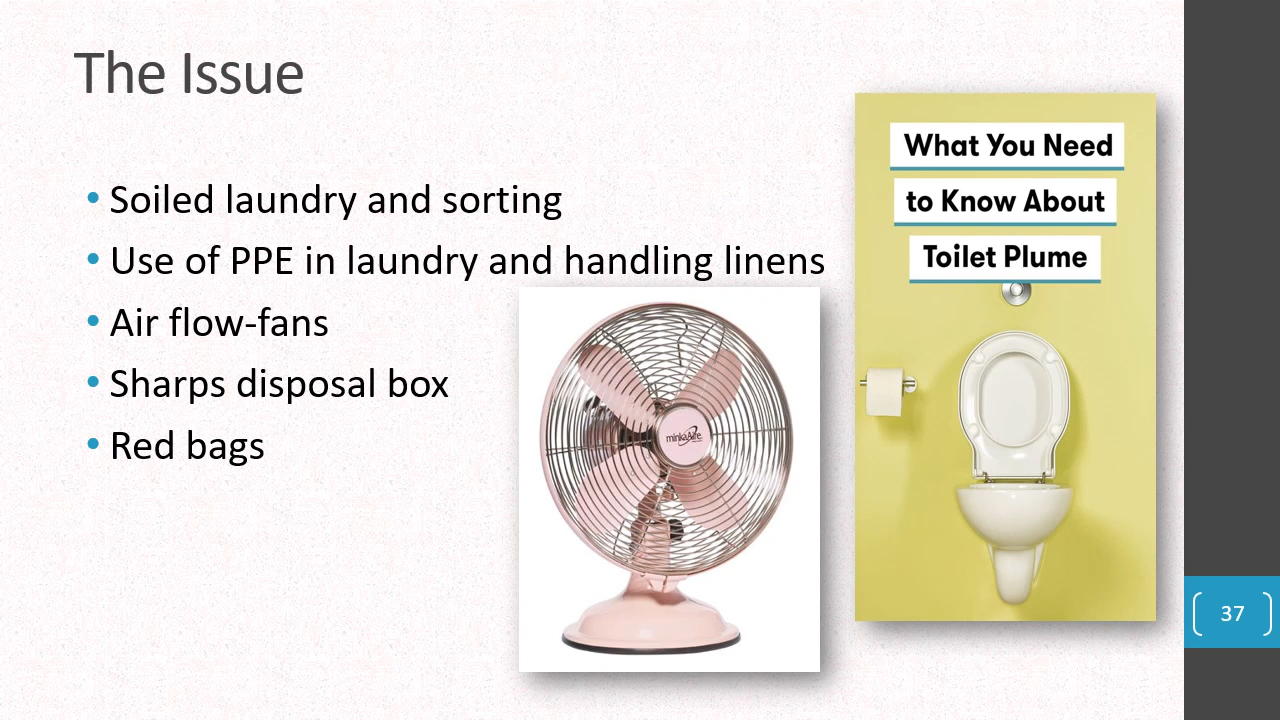 The Issue
Soiled laundry and sorting
Use of PPE in laundry and handling linens
Air flow-fans
Sharps disposal box
Red bags
minkaAire
What You Need
to Know About
Toilet Plume
37